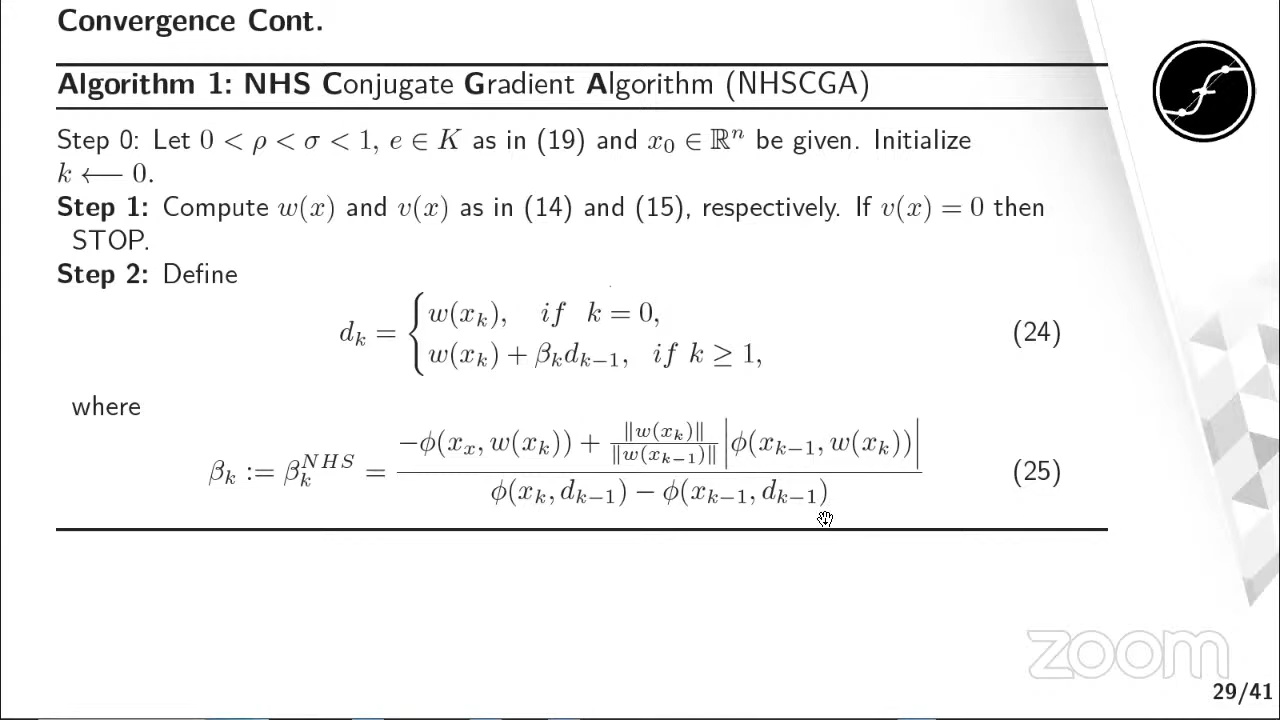 Convergence Cont.
Algorithm 1: NHS Conjugate Gradient Algorithm (NHSCGA)
Step 0: Let 0 < ρ < σ < 1, e ∈ K as in (19) and x₀ ∈ ℝⁿ be given. Initialize
k ⟵ 0.
Step 1: Compute w(x) and v(x) as in (14) and (15), respectively. If v(x) = 0 then
STOP.
Step 2: Define
d_k = { w(x_k), if k = 0,
w(x_k) + β_k d_{k−1}, if k ≥ 1, (24)
where
β_k := β_k^{NHS} = \frac{−ϕ(x_x, w(x_k)) + \frac{‖w(x_k)‖}{‖w(x_{k−1})‖} |ϕ(x_{k−1}, w(x_k))|}{ϕ(x_k, d_{k−1}) − ϕ(x_{k−1}, d_{k−1})} (25)
zoom
29/41